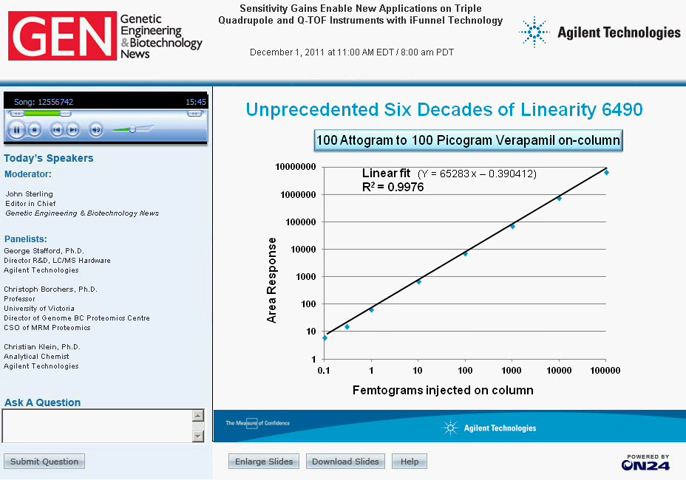 GEN
Genetic
Engineering
& Biotechnology
News
Sensitivity Gains Enable New Applications on Triple
Quadrupole and Q-TOF Instruments with iFunnel Technology
December 1, 2011 at 11:00 AM EDT / 8:00 am PDT
Agilent Technologies
Song: 12556742
15:45
Today's Speakers
Moderator:
John Sterling
Editor in Chief
Genetic Engineering & Biotechnology News
Panelists:
George Stafford, Ph.D.
Director R&D, LC/MS Hardware
Agilent Technologies
Christoph Borchers, Ph.D.
Professor
University of Victoria
Director of Genome BC Proteomics Centre
CSO of MRM Proteomics
Christian Klein, Ph.D.
Analytical Chemist
Agilent Technologies
Ask A Question
Submit Question
Unprecedented Six Decades of Linearity 6490
100 Attogram to 100 Picogram Verapamil on-column
Linear fit (Y = 65283 x – 0.390412)
R² = 0.9976
Area Response
10000000
1000000
100000
10000
1000
100
10
1
0.1 1 10 100 1000 10000 100000
Femtograms injected on column
The Measure of Confidence
Agilent Technologies
Enlarge Slides
Download Slides
Help
POWERED BY
ON24